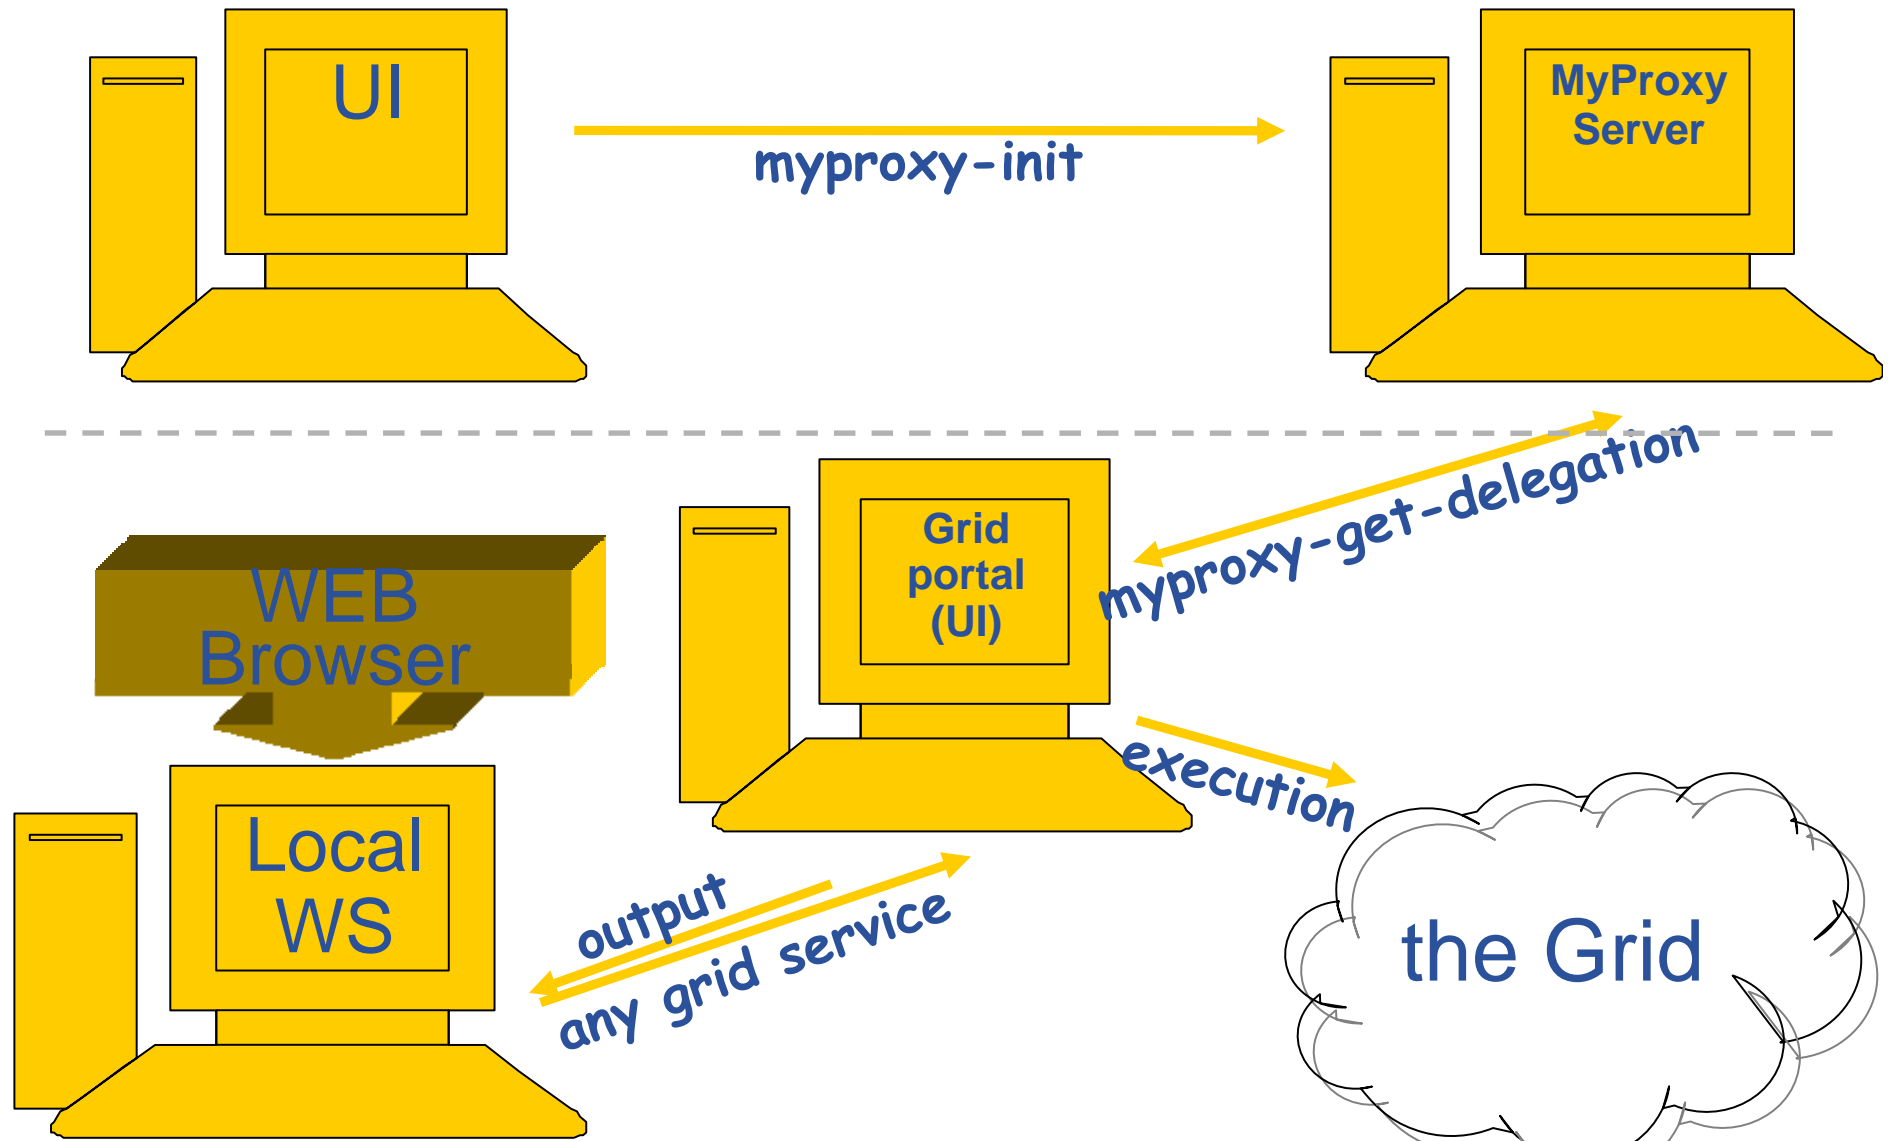 UI
MyProxy
Server
myproxy-init
myproxy-get-delegation
Grid
portal
(UI)
WEB
Browser
execution
Local
WS
output
any grid service
the Grid